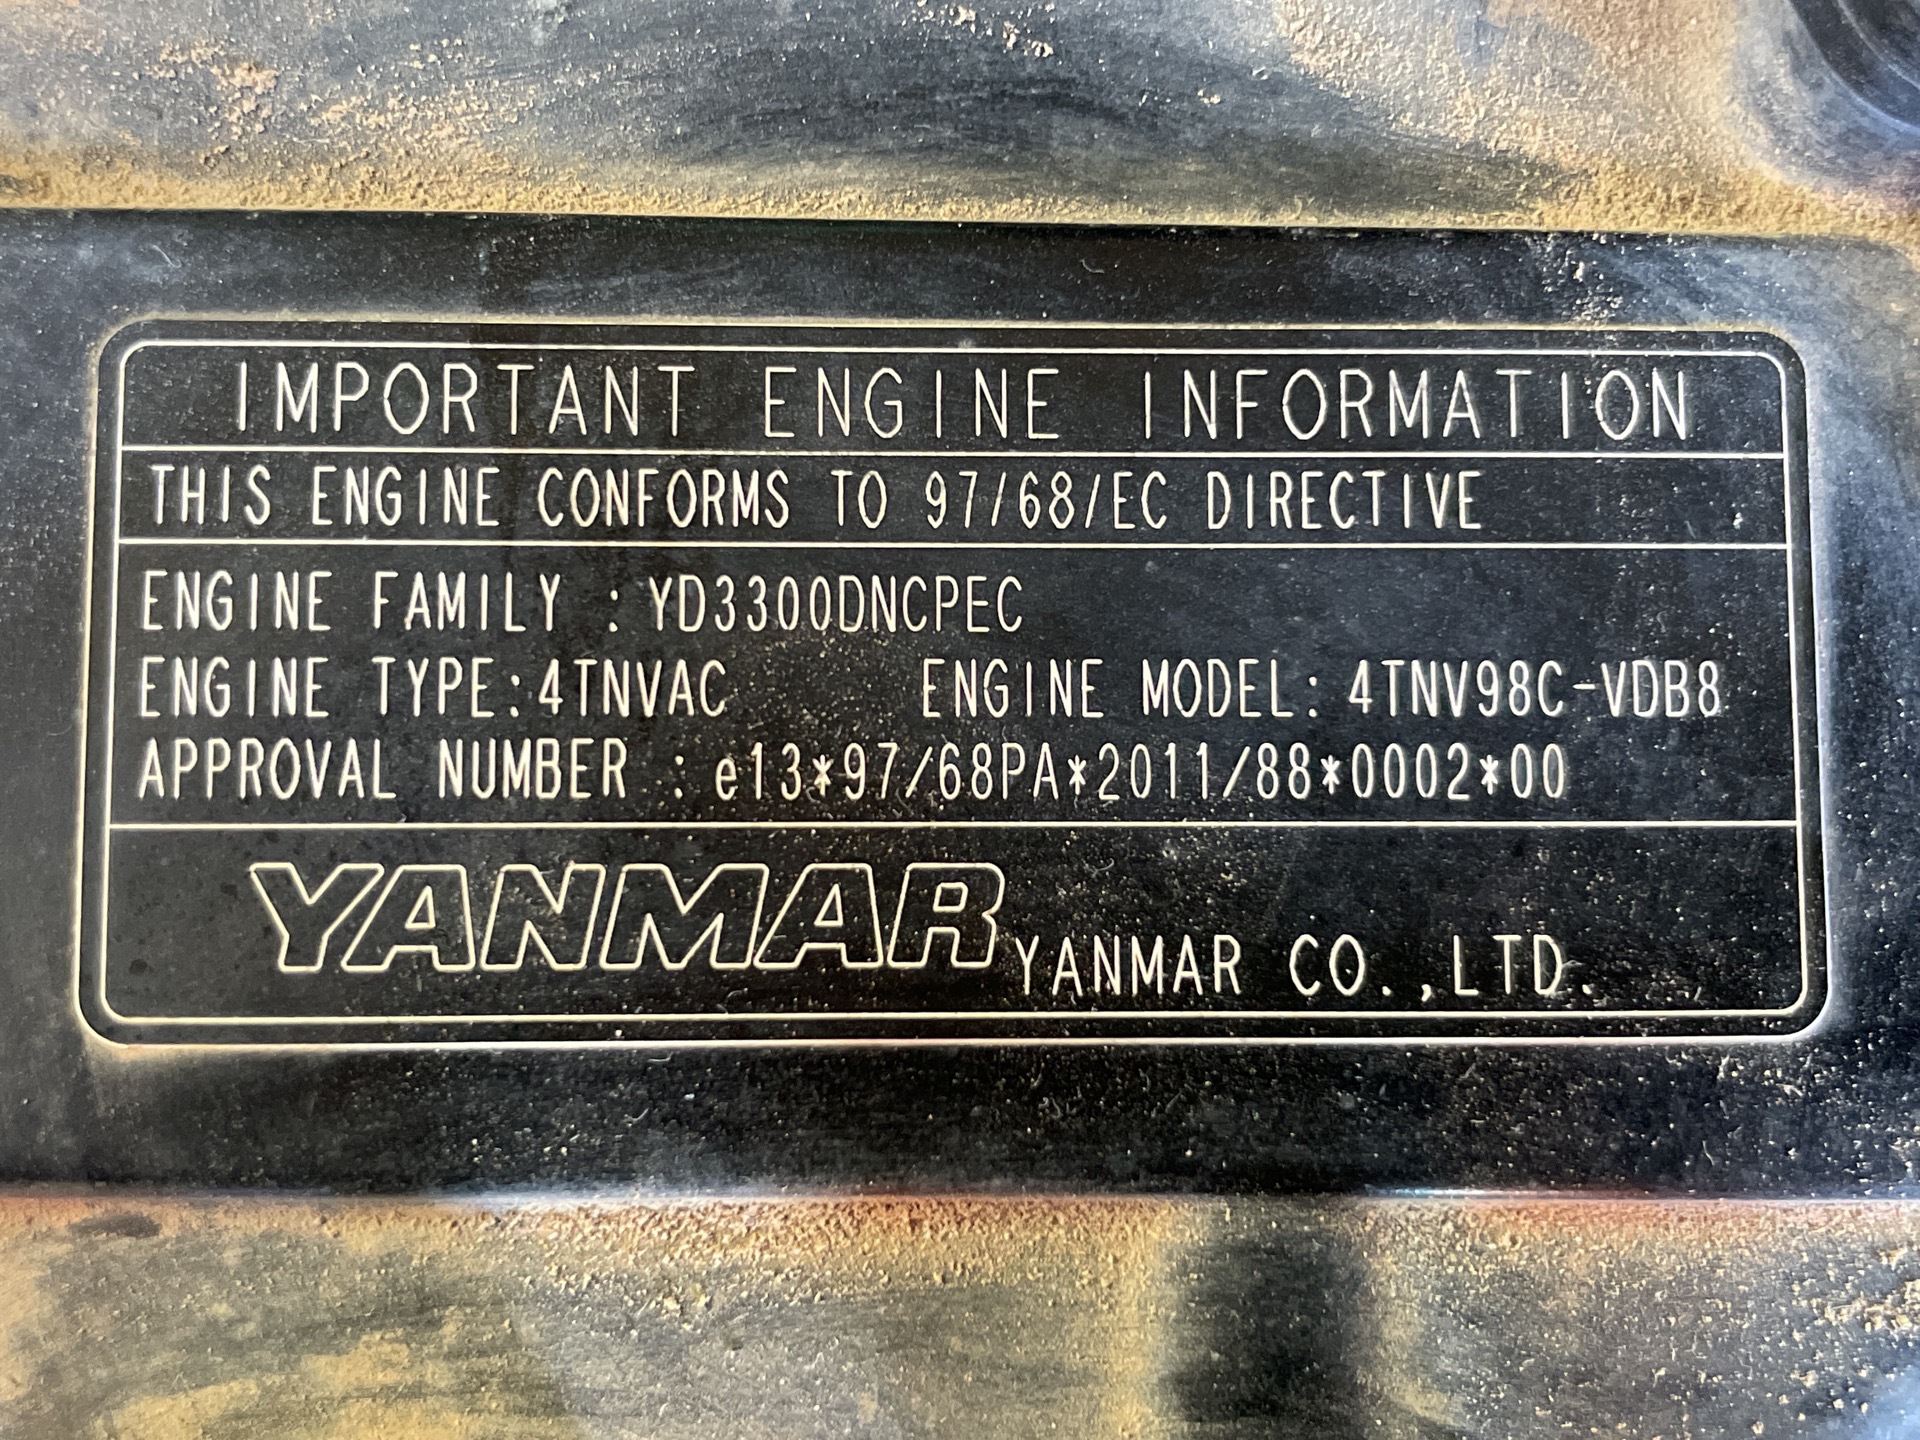 IMPORTANT ENGINE INFORMATION
THIS ENGINE CONFORMS TO 97/68/EC DIRECTIVE
ENGINE FAMILY : YD3300DNCPEC
ENGINE TYPE:4TNVAC ENGINE MODEL: 4TNV98C-VDB8
APPROVAL NUMBER : e13*97/68PA*2011/88*0002*00
YANMAR YANMAR CO.,LTD.